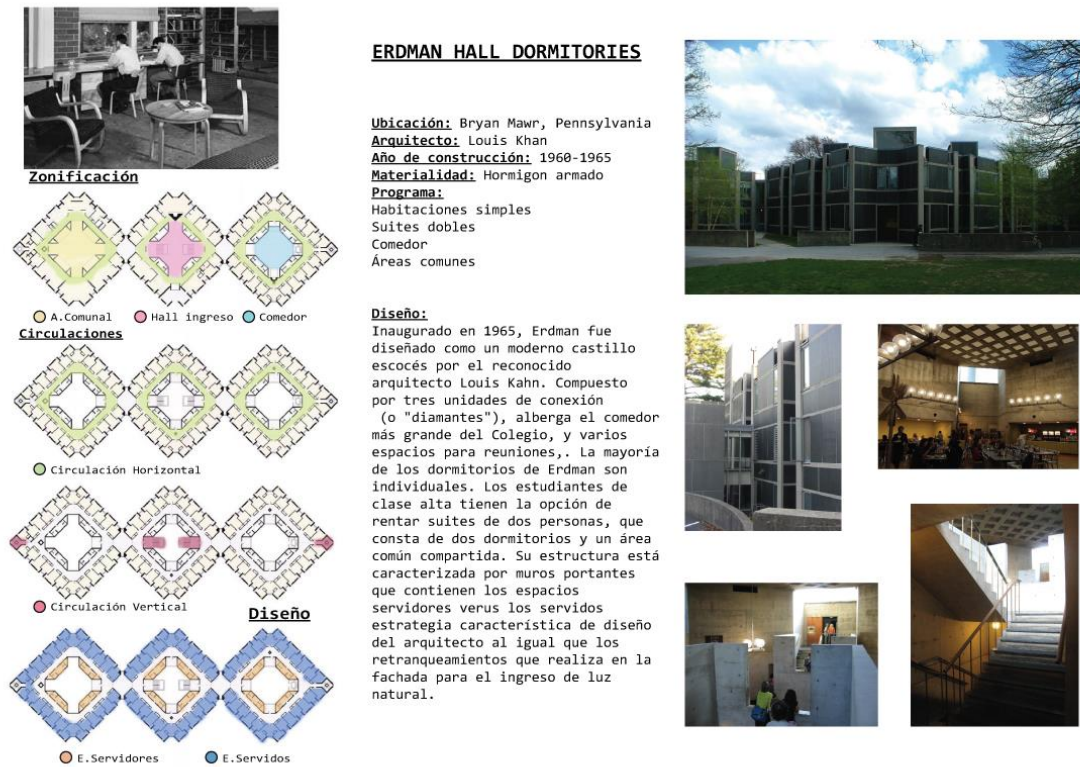 Zonificación
A.Comunal
Hall ingreso
Comedor
Circulaciones
Circulación Horizontal
Circulación Vertical
Diseño
E.Servidores
E.Servidos
ERDMAN HALL DORMITORIES
Ubicación: Bryan Mawr, Pennsylvania
Arquitecto: Louis Khan
Año de construcción: 1960-1965
Materialidad: Hormigon armado
Programa:
Habitaciones simples
Suites dobles
Comedor
Áreas comunes
Diseño:
Inaugurado en 1965, Erdman fue
diseñado como un moderno castillo
escocés por el reconocido
arquitecto Louis Kahn. Compuesto
por tres unidades de conexión
(o "diamantes"), alberga el comedor
más grande del Colegio, y varios
espacios para reuniones,. La mayoría
de los dormitorios de Erdman son
individuales. Los estudiantes de
clase alta tienen la opción de
rentar suites de dos personas, que
consta de dos dormitorios y un área
común compartida. Su estructura está
caracterizada por muros portantes
que contienen los espacios
servidores verus los servidos
estrategia característica de diseño
del arquitecto al igual que los
retranqueamientos que realiza en la
fachada para el ingreso de luz
natural.